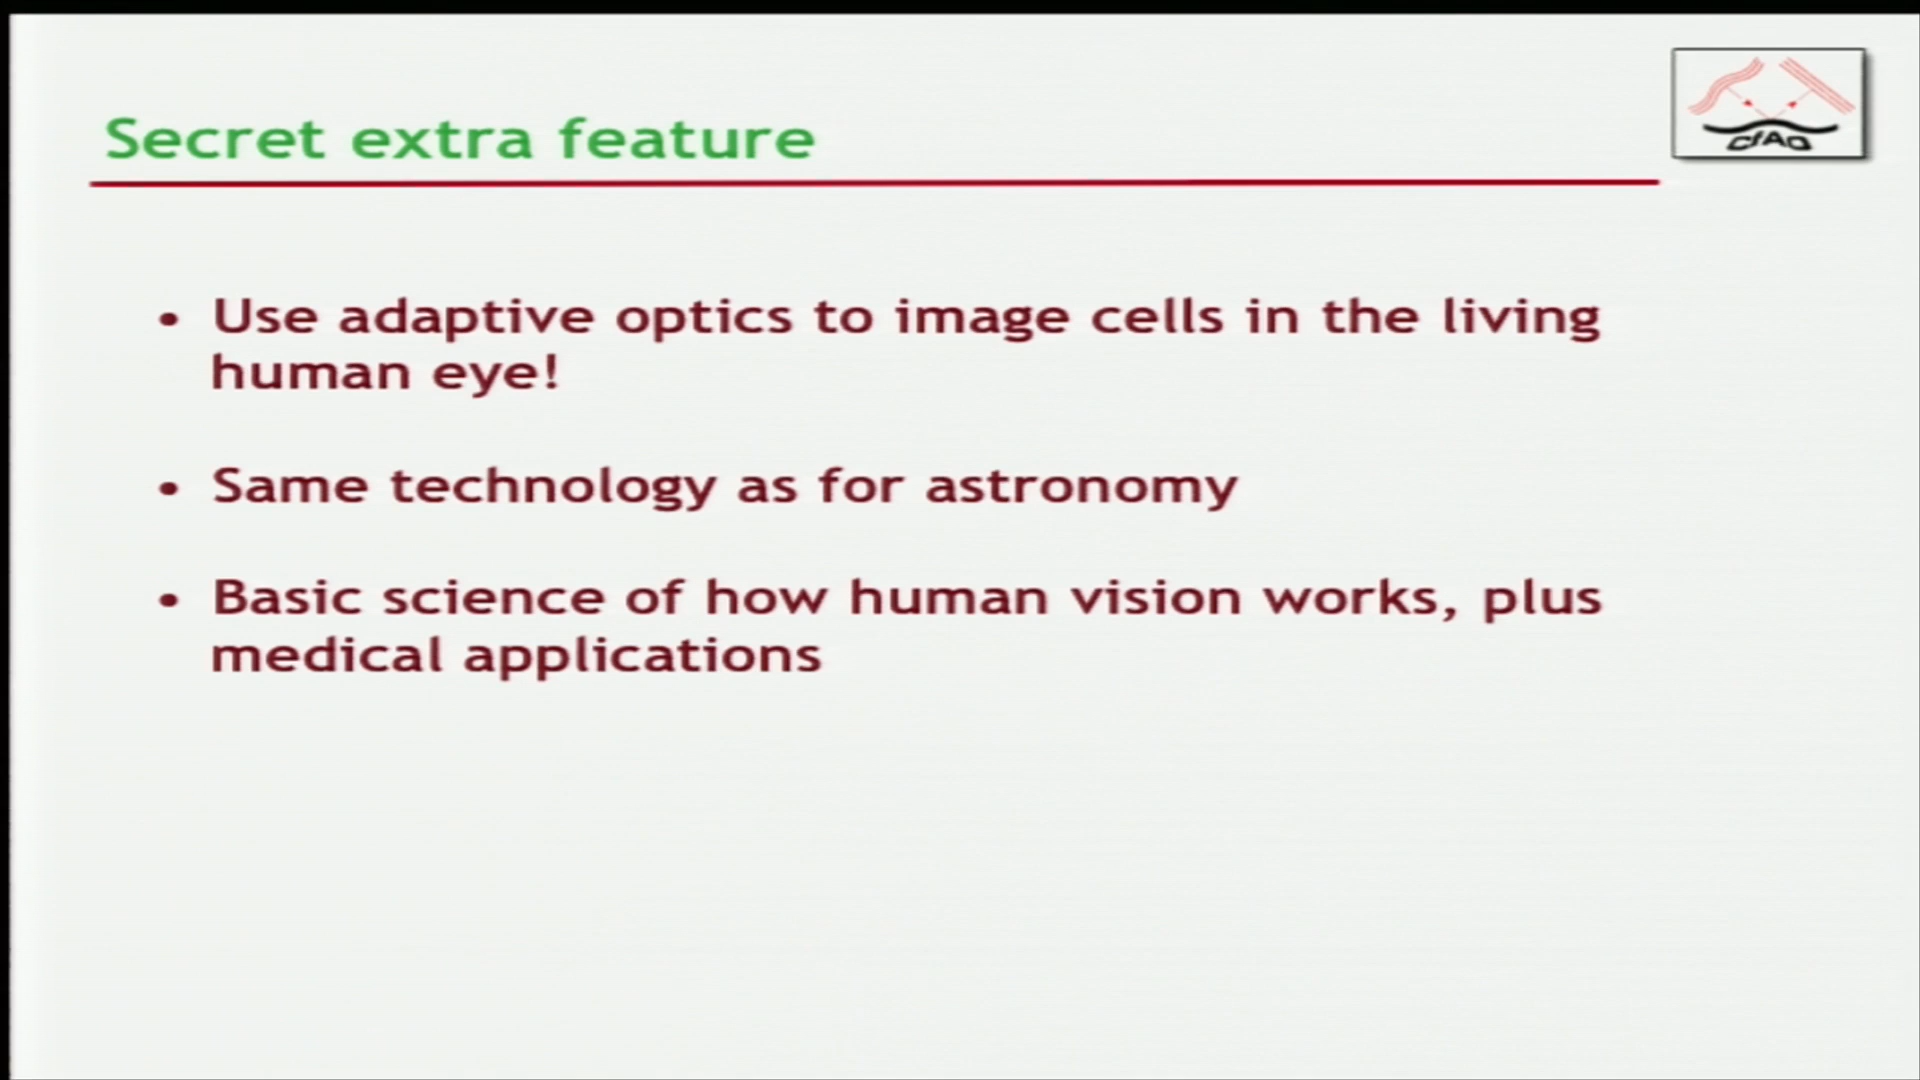 CfAO
Secret extra feature
• Use adaptive optics to image cells in the living
human eye!
• Same technology as for astronomy
• Basic science of how human vision works, plus
medical applications